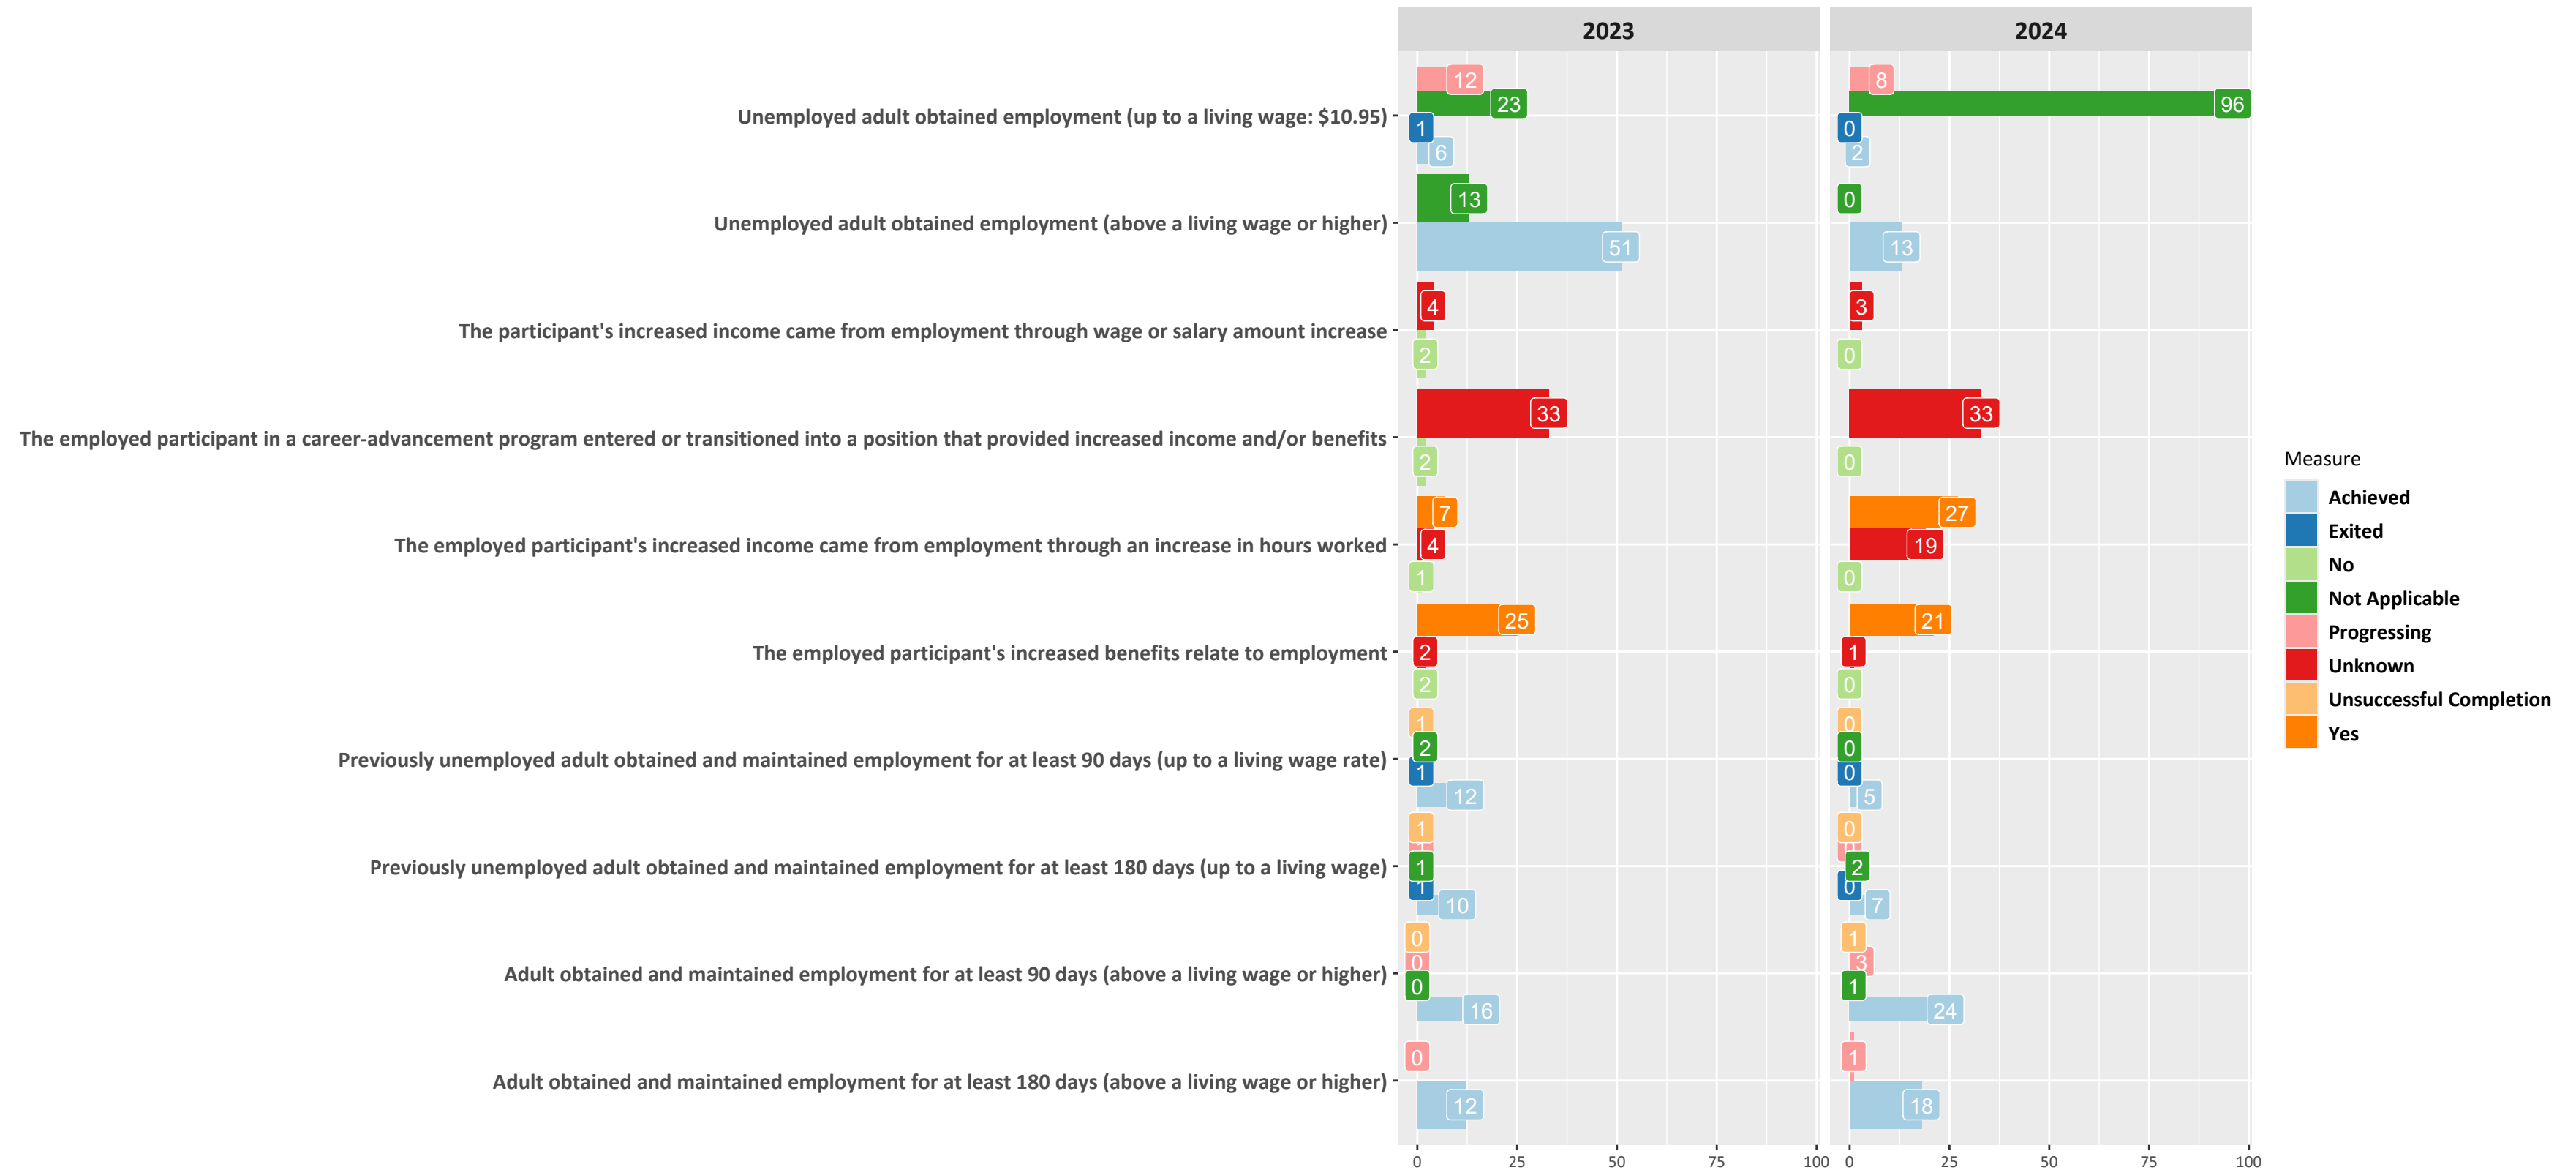 2023 2024
12 8
23 96
Unemployed adult obtained employment (up to a living wage: $10.95)
1 0
6 2
13 0
Unemployed adult obtained employment (above a living wage or higher)
51 13
4 3
The participant's increased income came from employment through wage or salary amount increase
2 0
33 33
The employed participant in a career-advancement program entered or transitioned into a position that provided increased income and/or benefits
2 0
7 27
The employed participant's increased income came from employment through an increase in hours worked
4 19
1 0
25 21
The employed participant's increased benefits relate to employment
2 1
2 0
1 0
2 0
Previously unemployed adult obtained and maintained employment for at least 90 days (up to a living wage rate)
1 0
12 5
1 0
1 0
Previously unemployed adult obtained and maintained employment for at least 180 days (up to a living wage)
1 2
1 0
10 7
0 1
0 3
Adult obtained and maintained employment for at least 90 days (above a living wage or higher)
0 1
16 24
0 1
Adult obtained and maintained employment for at least 180 days (above a living wage or higher)
12 18
0 25 50 75 100 0 25 50 75 100
Measure
Achieved
Exited
No
Not Applicable
Progressing
Unknown
Unsuccessful Completion
Yes